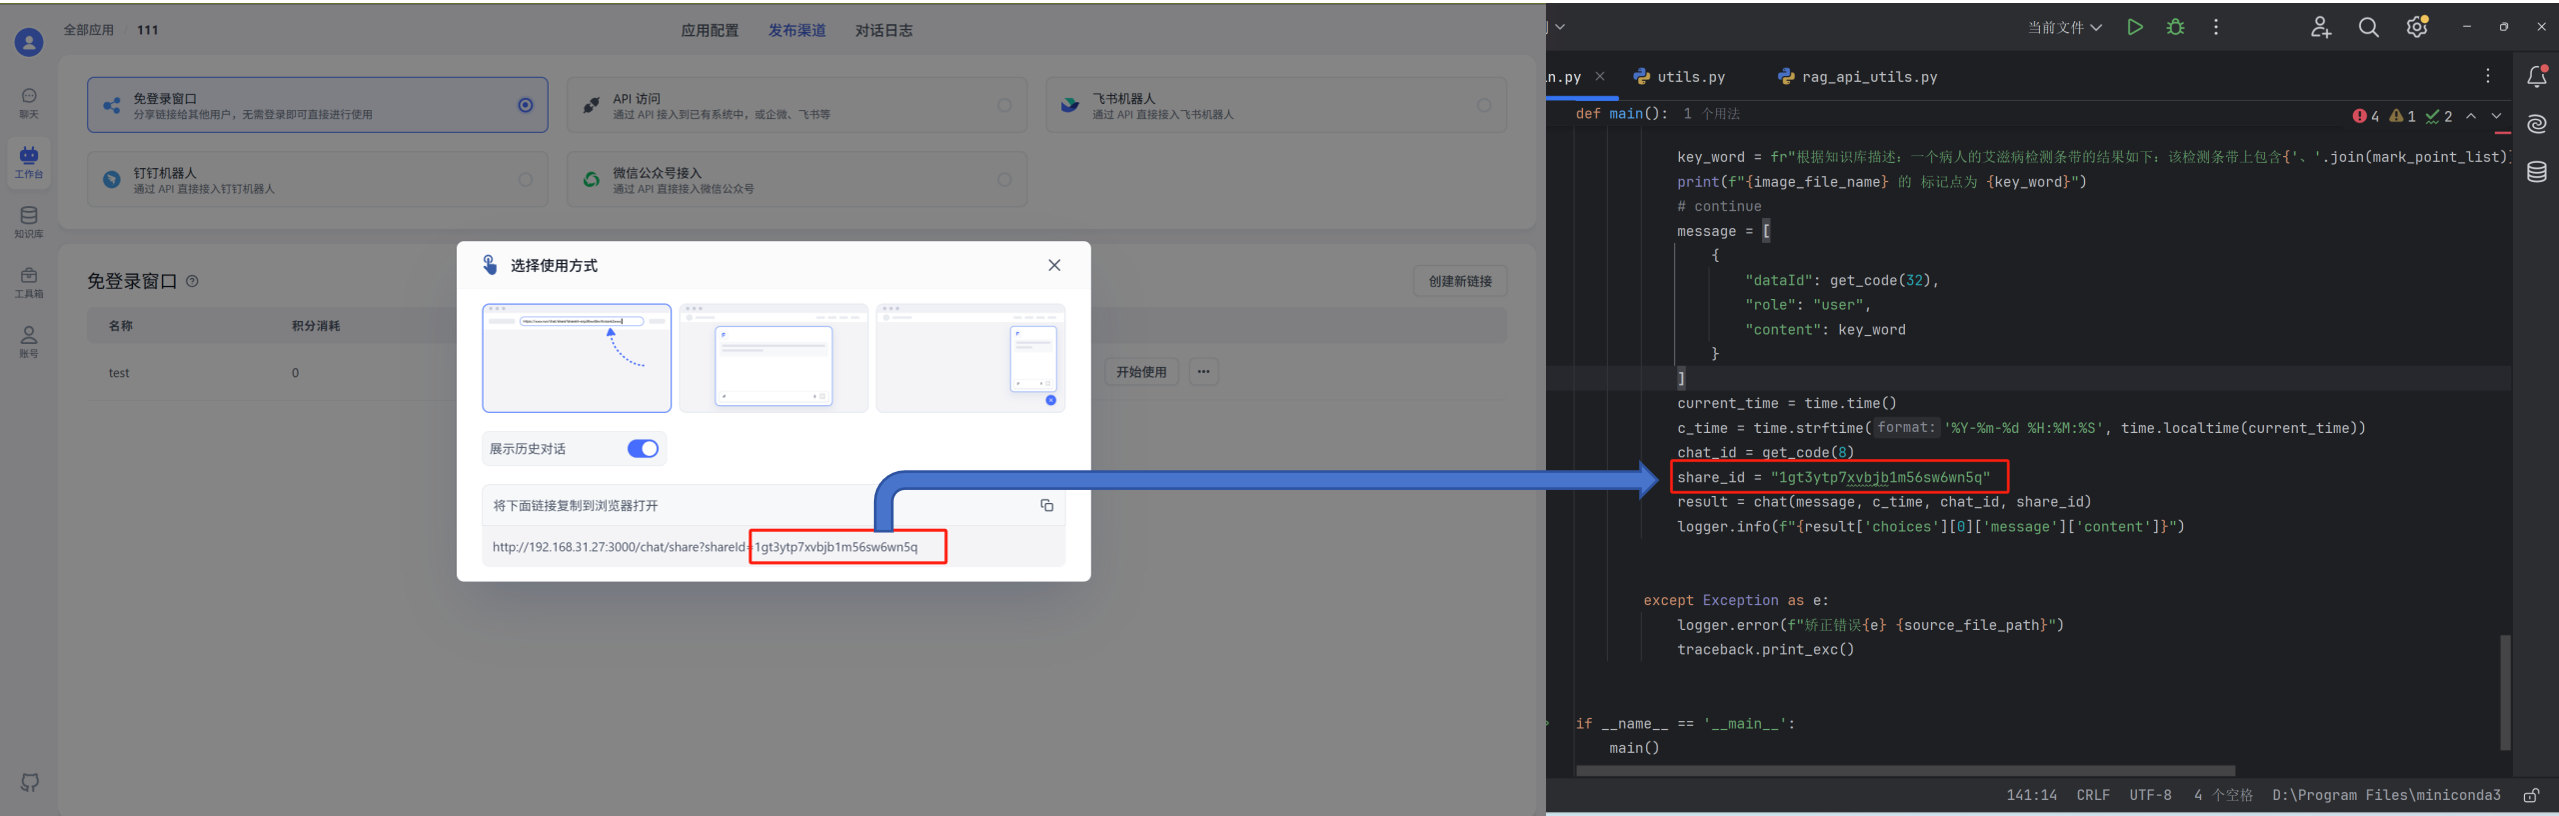 全部应用 / 111
应用配置 发布渠道 对话日志
聊天
工作台
知识库
工具箱
账号
免登录窗口
分享链接给其他用户，无需登录即可直接进行使用
API 访问
通过 API 接入到已有系统中，或企微、飞书等
飞书机器人
通过 API 直接接入飞书机器人
钉钉机器人
通过 API 直接接入钉钉机器人
微信公众号接入
通过 API 直接接入微信公众号
免登录窗口
创建新链接
名称 积分消耗
test 0
开始使用 ···
选择使用方式
展示历史对话
将下面链接复制到浏览器打开
http://192.168.31.27:3000/chat/share?shareId=1gt3ytp7xvbjb1m56sw6wn5q
当前文件
n.py utils.py rag_api_utils.py
def main(): 1 个用法
4 1 2
key_word = fr"根据知识库描述：一个病人的艾滋病检测条带的结果如下：该检测条带上包含{'、'.join(mark_point_list)}
print(f"{image_file_name} 的 标记点为 {key_word}")
# continue
message = [
{
"dataId": get_code(32),
"role": "user",
"content": key_word
}
]
current_time = time.time()
c_time = time.strftime( format: '%Y-%m-%d %H:%M:%S', time.localtime(current_time))
chat_id = get_code(8)
share_id = "1gt3ytp7xvbjb1m56sw6wn5q"
result = chat(message, c_time, chat_id, share_id)
logger.info(f"{result['choices'][0]['message']['content']}")
except Exception as e:
logger.error(f"矫正错误{e} {source_file_path}")
traceback.print_exc()
if __name__ == '__main__':
main()
141:14 CRLF UTF-8 4 个空格 D:\Program Files\miniconda3